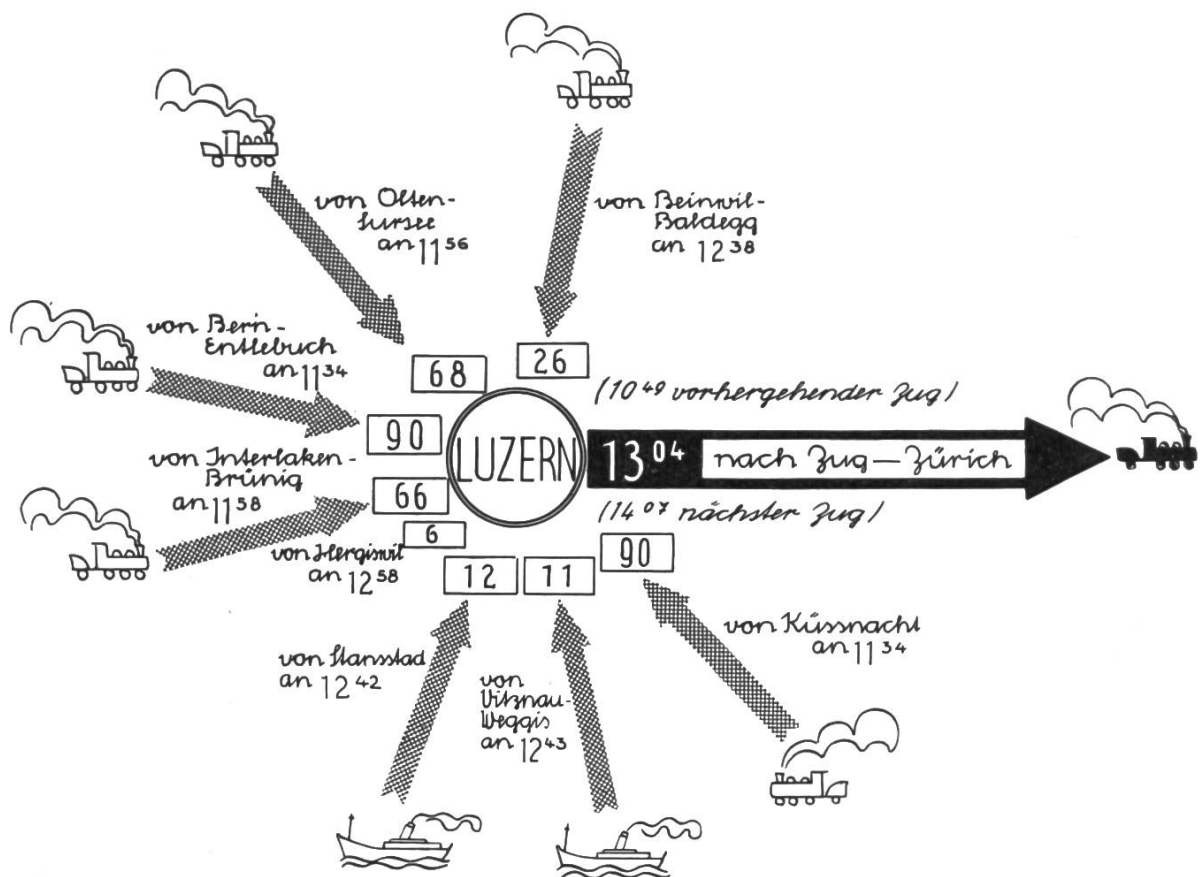 von Olten-
Sursee
an 11 56
von Beinwil-
Baldegg
an 12 38
von Bern-
Entlebuch
an 11 34
68
26
(10 49 vorhergehender Zug)
90
LUZERN
13 04 nach Zug — Zürich
von Interlaken-
Brünig
an 11 58
66
(14 07 nächster Zug)
6
von Hergiswil
an 12 58
12
11
90
von Küssnacht
an 11 34
von Stansstad
an 12 42
von
Vitznau-
Weggis
an 12 43